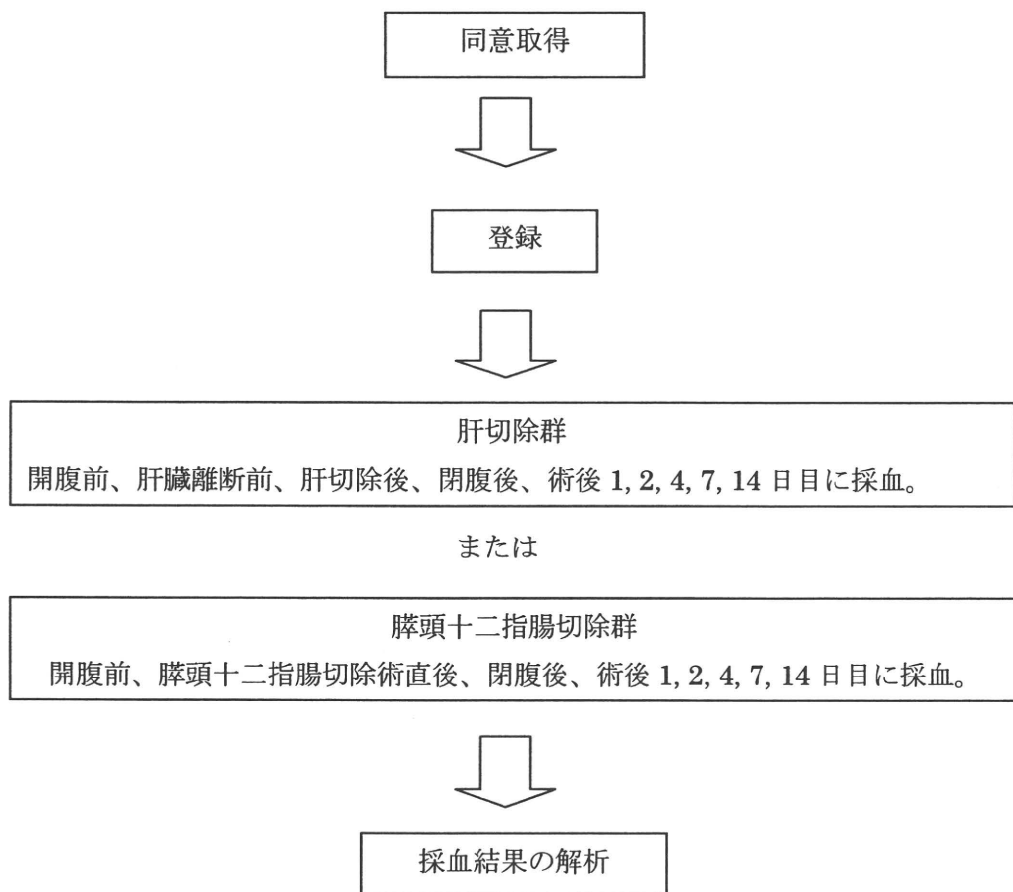 同意取得
登録
肝切除群
開腹前、肝臓離断前、肝切除後、閉腹後、術後 1, 2, 4, 7, 14 日目に採血。
または
膵頭十二指腸切除群
開腹前、膵頭十二指腸切除術直後、閉腹後、術後 1, 2, 4, 7, 14 日目に採血。
採血結果の解析